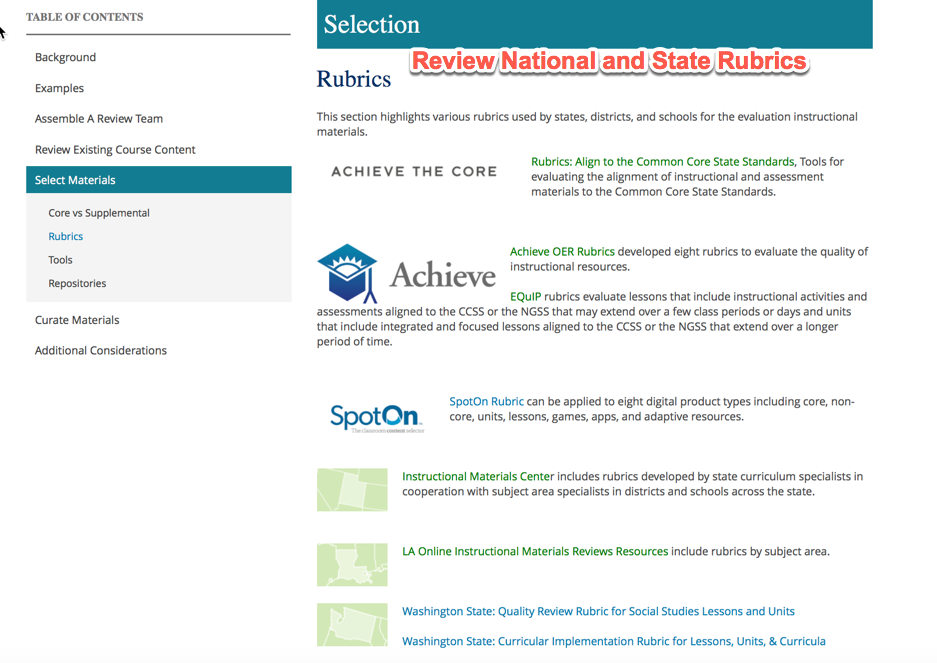 TABLE OF CONTENTS
Background
Examples
Assemble A Review Team
Review Existing Course Content
Select Materials
Core vs Supplemental
Rubrics
Tools
Repositories
Curate Materials
Additional Considerations
Selection
Review National and State Rubrics
Rubrics
This section highlights various rubrics used by states, districts, and schools for the evaluation instructional
materials.
ACHIEVE THE CORE
Rubrics: Align to the Common Core State Standards, Tools for
evaluating the alignment of instructional and assessment
materials to the Common Core State Standards.
Achieve
Achieve OER Rubrics developed eight rubrics to evaluate the quality of
instructional resources.
EQuIP rubrics evaluate lessons that include instructional activities and
assessments aligned to the CCSS or the NGSS that may extend over a few class periods or days and units
that include integrated and focused lessons aligned to the CCSS or the NGSS that extend over a longer
period of time.
SpotOn
The classroom content selector
SpotOn Rubric can be applied to eight digital product types including core, non-
core, units, lessons, games, apps, and adaptive resources.
Instructional Materials Center includes rubrics developed by state curriculum specialists in
cooperation with subject area specialists in districts and schools across the state.
LA Online Instructional Materials Reviews Resources include rubrics by subject area.
Washington State: Quality Review Rubric for Social Studies Lessons and Units
Washington State: Curricular Implementation Rubric for Lessons, Units, & Curricula